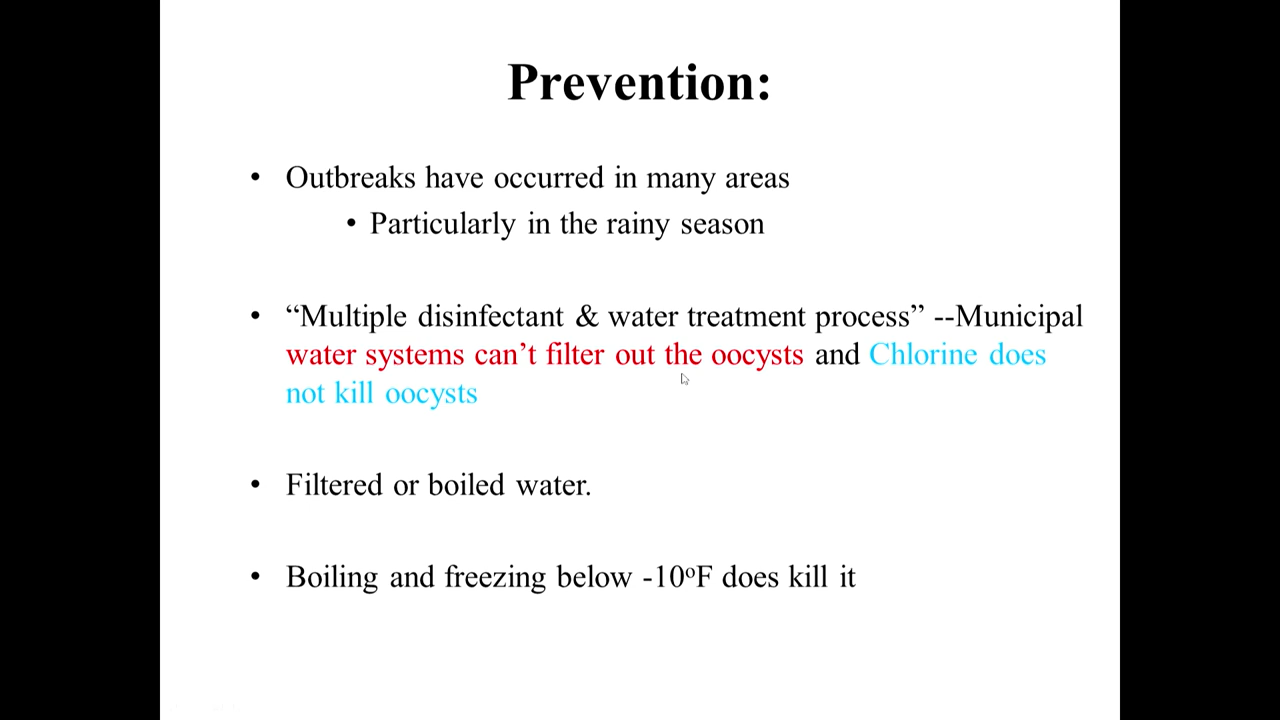 Prevention:
• Outbreaks have occurred in many areas
• Particularly in the rainy season
• “Multiple disinfectant & water treatment process” --Municipal
water systems can’t filter out the oocysts and Chlorine does
not kill oocysts
• Filtered or boiled water.
• Boiling and freezing below -10ºF does kill it